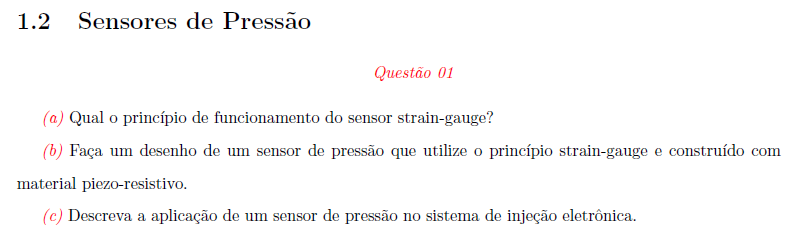 1.2 Sensores de Pressão
Questão 01
(a) Qual o princípio de funcionamento do sensor strain-gauge?
(b) Faça um desenho de um sensor de pressão que utilize o princípio strain-gauge e construído com
material piezo-resistivo.
(c) Descreva a aplicação de um sensor de pressão no sistema de injeção eletrônica.